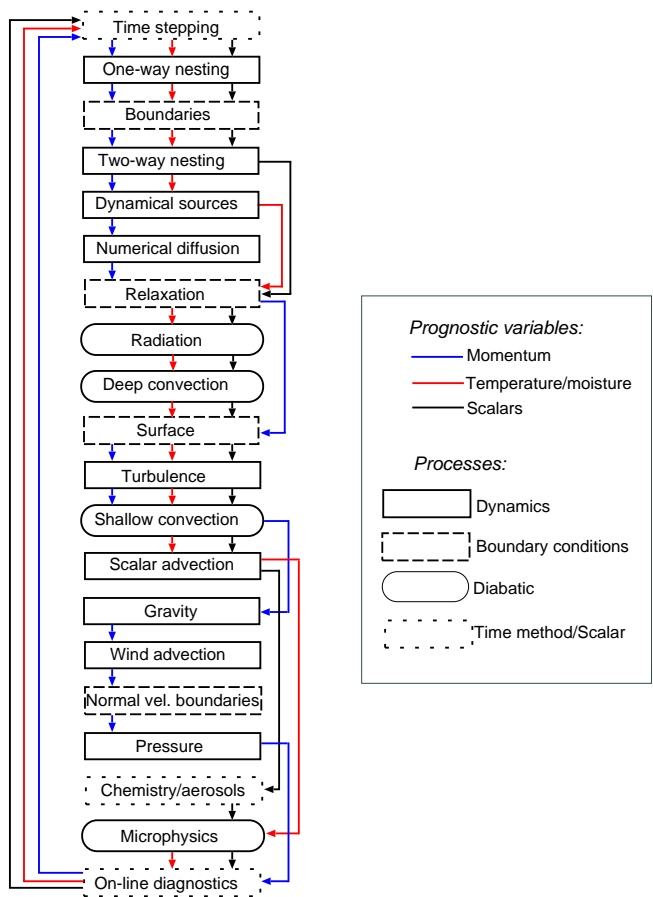 Time stepping
One-way nesting
Boundaries
Two-way nesting
Dynamical sources
Numerical diffusion
Relaxation
Radiation
Deep convection
Surface
Turbulence
Shallow convection
Scalar advection
Gravity
Wind advection
Normal vel. boundaries
Pressure
Chemistry/aerosols
Microphysics
On-line diagnostics
Prognostic variables:
Momentum
Temperature/moisture
Scalars
Processes:
Dynamics
Boundary conditions
Diabatic
Time method/Scalar